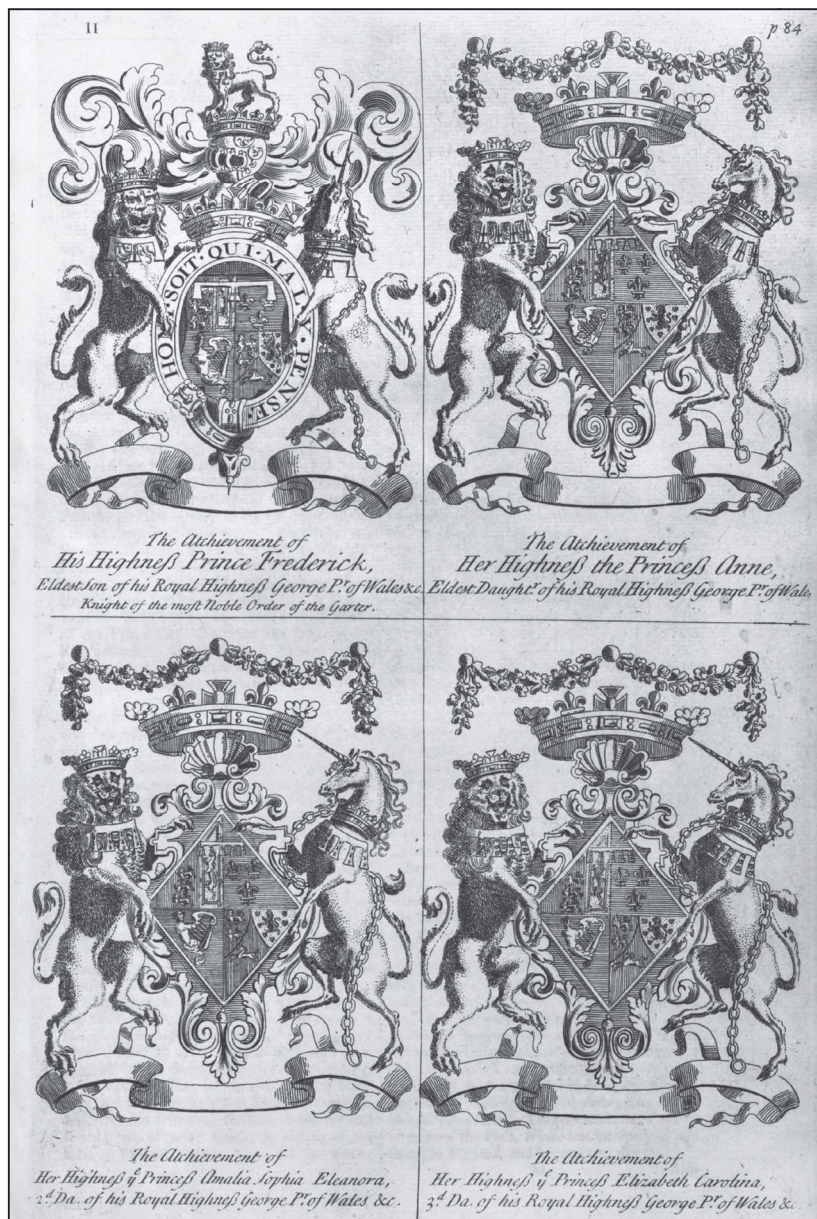 II
p 84
HONI·SOIT·QUI·MAL·Y·PENSE
The Atchievement of
His Highneß Prince Frederick,
Eldest Son of his Royal Highneß George Pr. of Wales &c.
Knight of the most Noble Order of the Garter.
The Atchievement of
Her Highneß the Princeß Anne,
Eldest Daughtr. of his Royal Highneß George Pr. of Wale,
The Atchievement of
Her Highneß ye Princeß Amalia Sophia Eleanora,
2d Da. of his Royal Highneß George Pr. of Wales &c.
The Atchievement of
Her Highneß ye Princeß Elizabeth Carolina,
3d Da. of his Royal Highneß George Pr. of Wales &c.